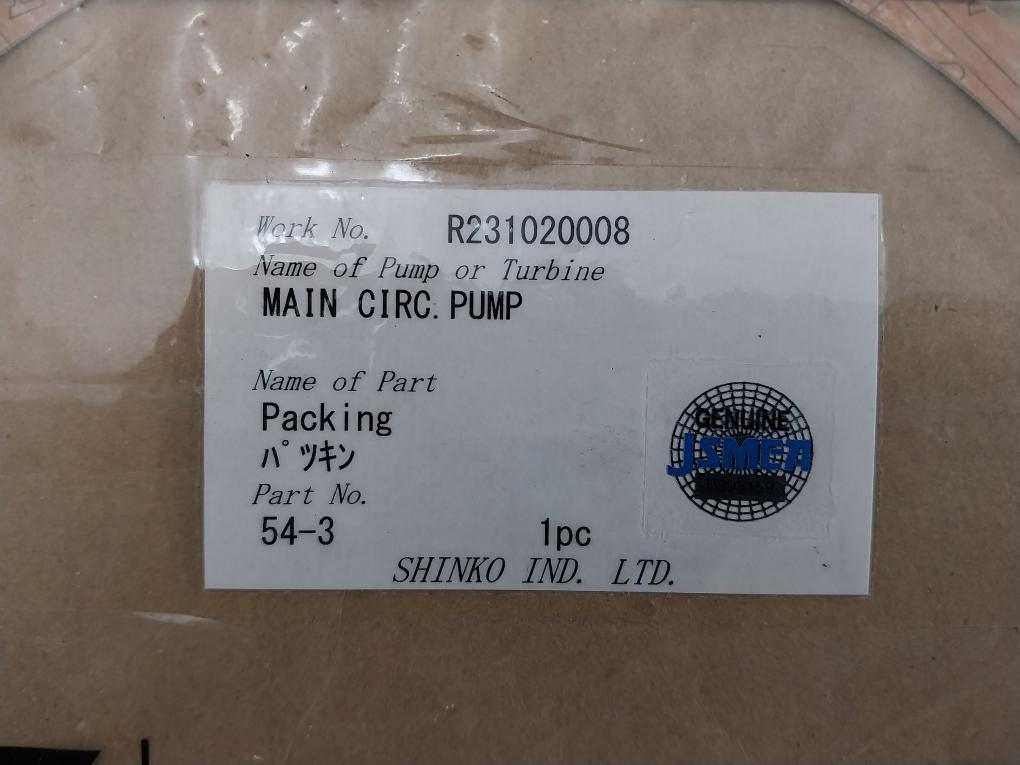 Work No. R231020008
Name of Pump or Turbine
MAIN CIRC. PUMP
Name of Part
Packing
ﾊﾟﾂｷﾝ
Part No.
54-3 1pc
GENUINE
JSMEA
SHINKO IND. LTD.